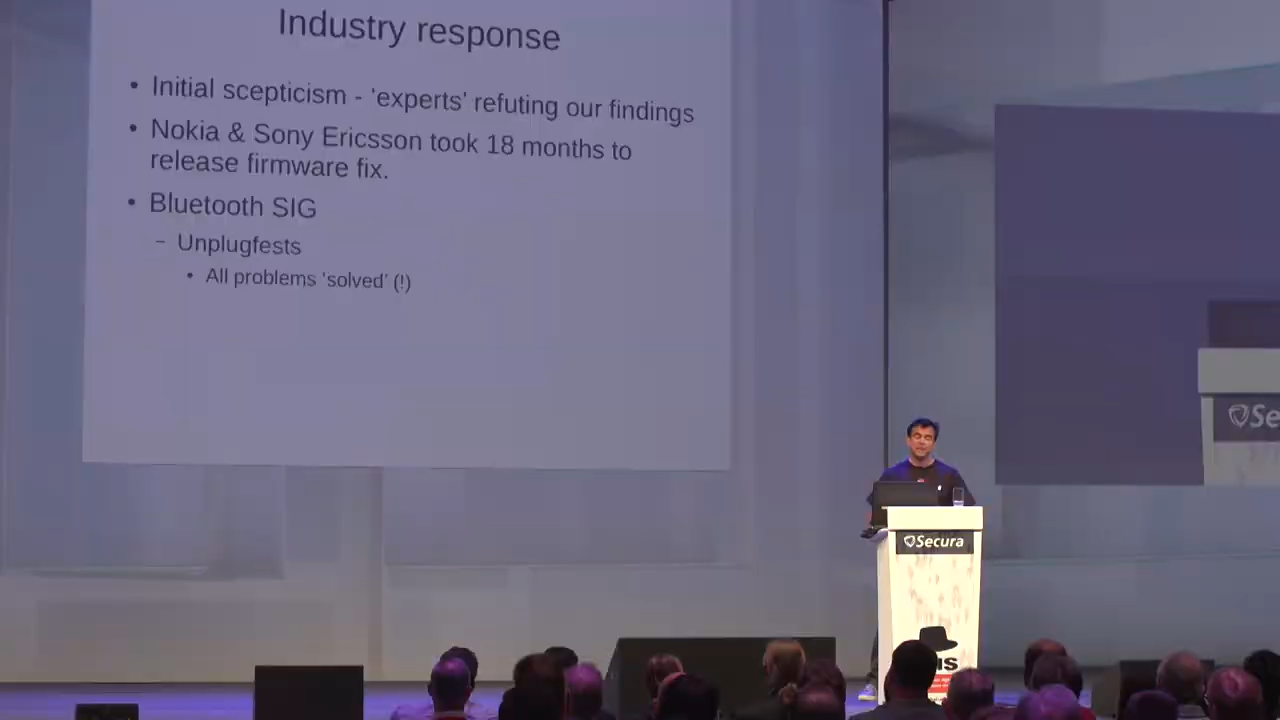 Industry response
• Initial scepticism - 'experts' refuting our findings
• Nokia & Sony Ericsson took 18 months to
release firmware fix.
• Bluetooth SIG
– Unplugfests
• All problems 'solved' (!)
Se
Secura